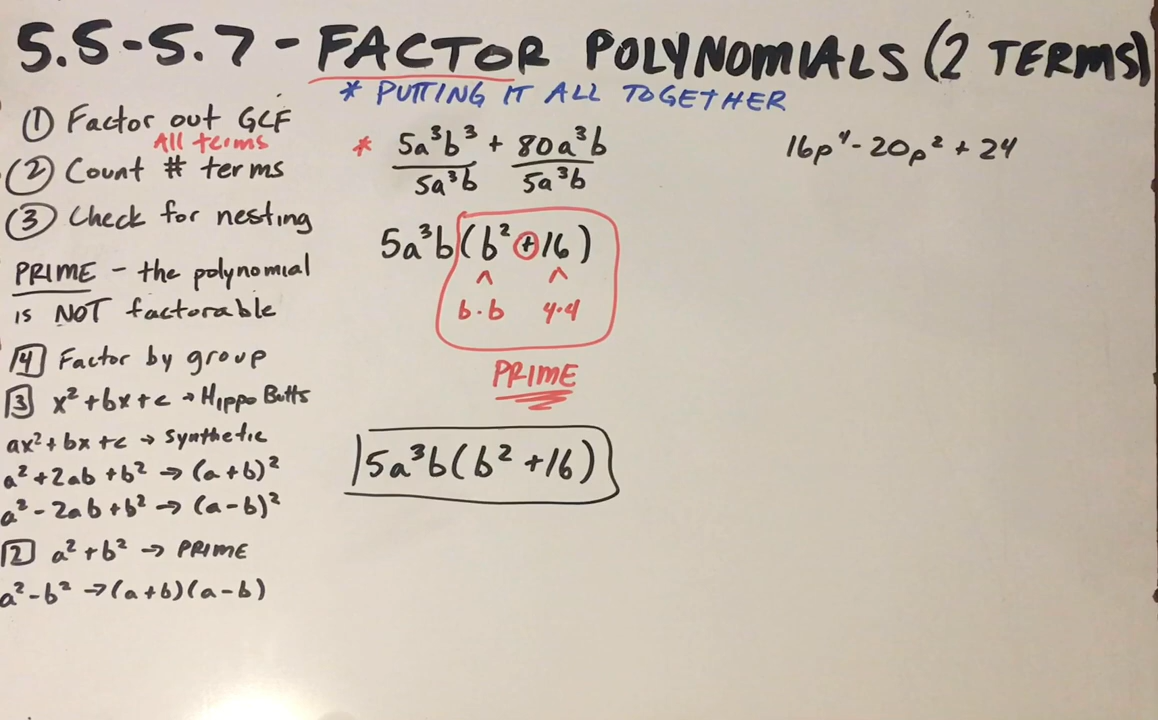 5.5-5.7 - FACTOR POLYNOMIALS (2 TERMS)
* PUTTING IT ALL TOGETHER
① Factor out GCF
All terms
② Count # terms
③ Check for nesting
PRIME - the polynomial
is NOT factorable
4 Factor by group
3 x² + bx + c → Hippo Butts
ax² + bx + c → Synthetic
a² + 2ab + b² → (a+b)²
a² - 2ab + b² → (a-b)²
2 a² + b² → PRIME
a² - b² → (a+b)(a-b)
* 5a³b³ + 80a³b
5a³b 5a³b
5a³b(b² + 16)
b·b 4·4
PRIME
5a³b(b² + 16)
16p⁴ - 20p² + 24